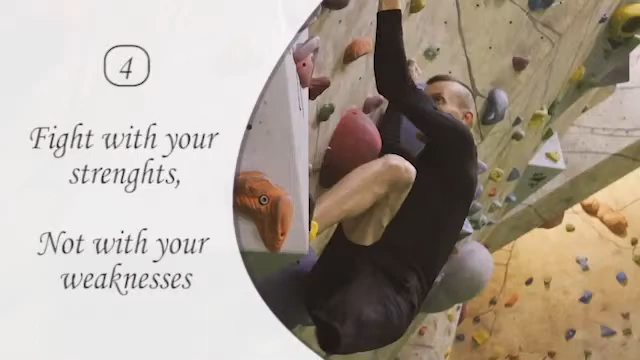 4
Fight with your
strenghts,
Not with your
weaknesses